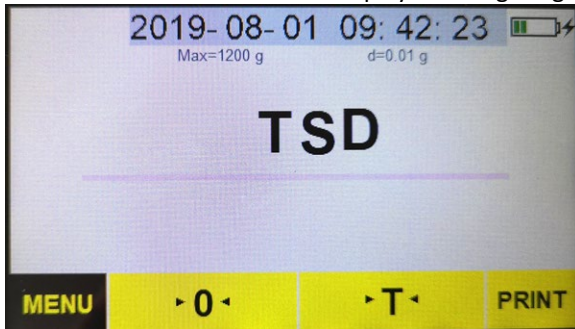 2019-08-01 09:42:23
Max=1200 g d=0.01 g
TSD
MENU ▸0◂ ▸T◂ PRINT